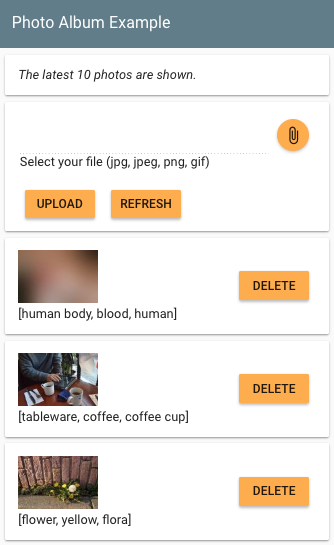 Photo Album Example
The latest 10 photos are shown.
Select your file (jpg, jpeg, png, gif)
UPLOAD REFRESH
DELETE
[human body, blood, human]
DELETE
[tableware, coffee, coffee cup]
DELETE
[flower, yellow, flora]